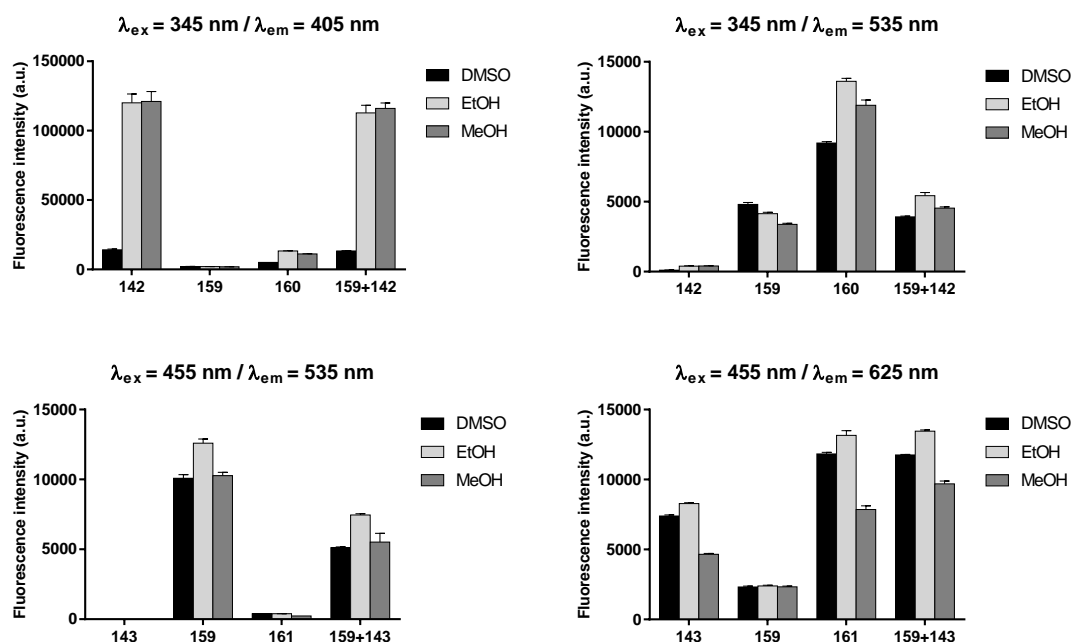 λex = 345 nm / λem = 405 nm
Fluorescence intensity (a.u.)
150000
100000
50000
0
142 159 160 159+142
DMSO
EtOH
MeOH
λex = 345 nm / λem = 535 nm
Fluorescence intensity (a.u.)
15000
10000
5000
0
142 159 160 159+142
DMSO
EtOH
MeOH
λex = 455 nm / λem = 535 nm
Fluorescence intensity (a.u.)
15000
10000
5000
0
143 159 161 159+143
DMSO
EtOH
MeOH
λex = 455 nm / λem = 625 nm
Fluorescence intensity (a.u.)
15000
10000
5000
0
143 159 161 159+143
DMSO
EtOH
MeOH